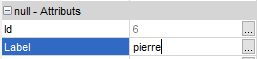 null - Attributs
Id 6 ...
Label pierre ...